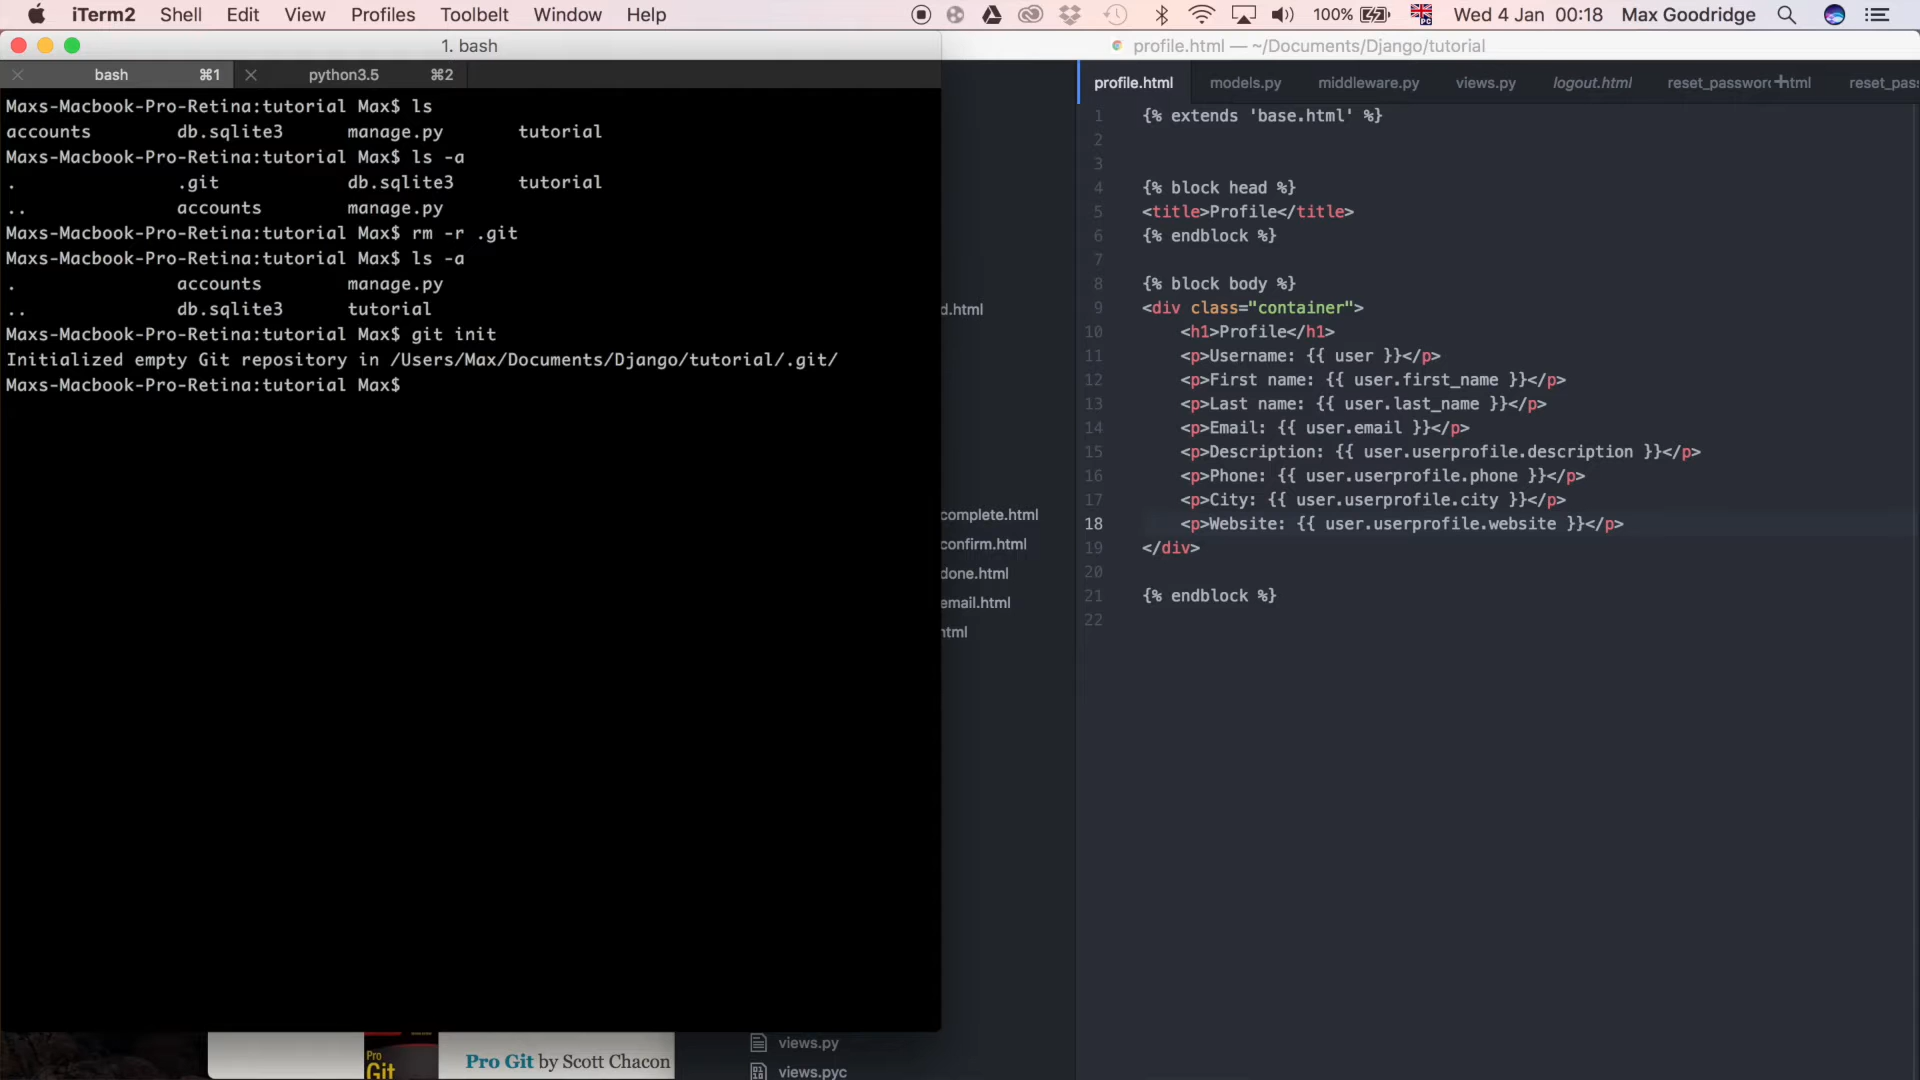 iTerm2 Shell Edit View Profiles Toolbelt Window Help 100% Wed 4 Jan 00:18 Max Goodridge
1. bash
bash ⌘1 python3.5 ⌘2
Maxs-Macbook-Pro-Retina:tutorial Max$ ls
accounts db.sqlite3 manage.py tutorial
Maxs-Macbook-Pro-Retina:tutorial Max$ ls -a
. .git db.sqlite3 tutorial
.. accounts manage.py
Maxs-Macbook-Pro-Retina:tutorial Max$ rm -r .git
Maxs-Macbook-Pro-Retina:tutorial Max$ ls -a
. accounts manage.py
.. db.sqlite3 tutorial
Maxs-Macbook-Pro-Retina:tutorial Max$ git init
Initialized empty Git repository in /Users/Max/Documents/Django/tutorial/.git/
Maxs-Macbook-Pro-Retina:tutorial Max$
d.html
complete.html
confirm.html
done.html
email.html
html
views.py
views.pyc
Pro Git
Pro Git by Scott Chacon
profile.html — ~/Documents/Django/tutorial
profile.html models.py middleware.py views.py logout.html reset_password html reset_pas
1 {% extends 'base.html' %}
2
3
4 {% block head %}
5 <title>Profile</title>
6 {% endblock %}
7
8 {% block body %}
9 <div class="container">
10 <h1>Profile</h1>
11 <p>Username: {{ user }}</p>
12 <p>First name: {{ user.first_name }}</p>
13 <p>Last name: {{ user.last_name }}</p>
14 <p>Email: {{ user.email }}</p>
15 <p>Description: {{ user.userprofile.description }}</p>
16 <p>Phone: {{ user.userprofile.phone }}</p>
17 <p>City: {{ user.userprofile.city }}</p>
18 <p>Website: {{ user.userprofile.website }}</p>
19 </div>
20
21 {% endblock %}
22